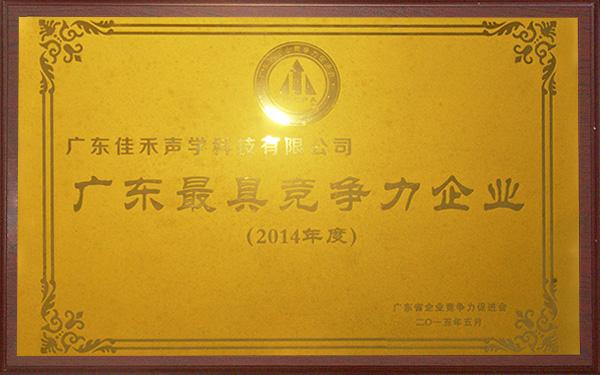 广东佳禾声学科技有限公司
广东最具竞争力企业
(2014年度)
广东省企业竞争力促进会
二〇一五年五月